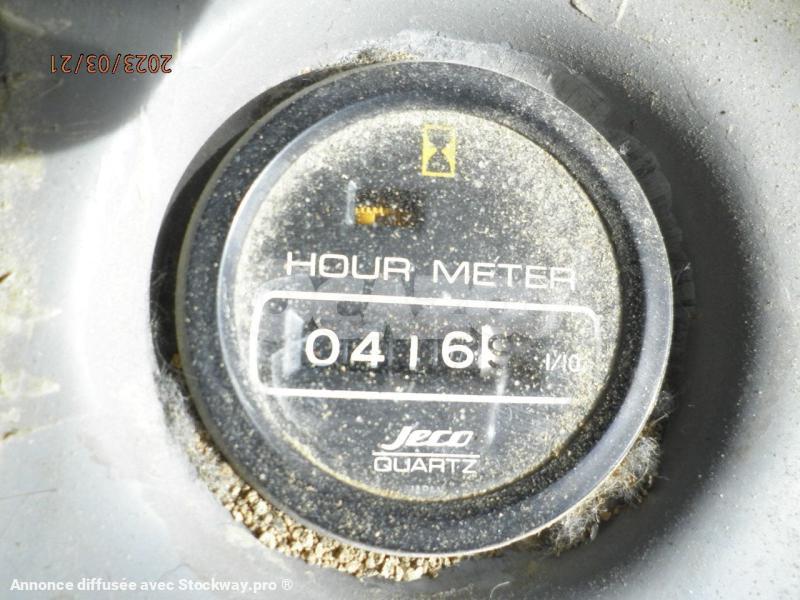 2023/03/21
HOUR METER
0416 1/10
Jeco
QUARTZ
Annonce diffusée avec Stockway.pro ®